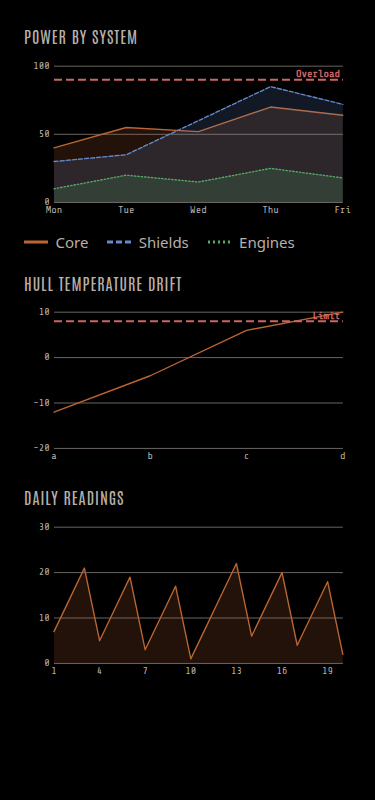 POWER BY SYSTEM
100
Overload
50
0
Mon Tue Wed Thu Fri
Core Shields Engines
HULL TEMPERATURE DRIFT
10
Limit
0
-10
-20
a b c d
DAILY READINGS
30
20
10
0
1 4 7 10 13 16 19